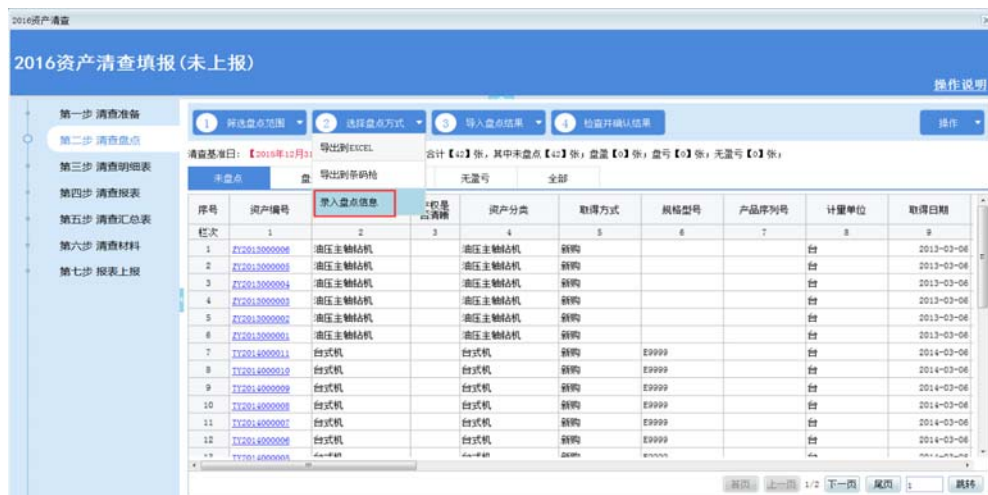 2016资产清查
2016资产清查填报(未上报)
操作说明
第一步 清查准备
第二步 清查盘点
第三步 清查明细表
第四步 清查报表
第五步 清查汇总表
第六步 清查材料
第七步 报表上报
1 筛选盘点范围 2 选择盘点方式 3 导入盘点结果 4 检查并确认结果 操作
导出到EXCEL
导出到条码枪
录入盘点信息
清查基准日:【2015年12月31 合计【42】张,其中未盘点【42】张;盘盈【0】张;盘亏【0】张;无盈亏【0】张;
未盘点 盘 无盈亏 全部
序号 资产编号 资产分类 取得方式 规格型号 产品序列号 计量单位 取得日期
栏次 1 2 3 4 5 6 7 8 9
1 ZY2013000006 油压主轴钻机 油压主轴钻机 新购 台 2013-03-06
2 ZY2013000005 油压主轴钻机 油压主轴钻机 新购 台 2013-03-06
3 ZY2013000004 油压主轴钻机 油压主轴钻机 新购 台 2013-03-06
4 ZY2013000003 油压主轴钻机 油压主轴钻机 新购 台 2013-03-06
5 ZY2013000002 油压主轴钻机 油压主轴钻机 新购 台 2013-03-06
6 ZY2013000001 油压主轴钻机 油压主轴钻机 新购 台 2013-03-06
7 TY2014000011 台式机 台式机 新购 E9999 台 2014-03-06
8 TY2014000010 台式机 台式机 新购 E9999 台 2014-03-06
9 TY2014000009 台式机 台式机 新购 E9999 台 2014-03-06
10 TY2014000008 台式机 台式机 新购 E9999 台 2014-03-06
11 TY2014000007 台式机 台式机 新购 E9999 台 2014-03-06
12 TY2014000006 台式机 台式机 新购 E9999 台 2014-03-06
首页 上一页 1/2 下一页 尾页 1 跳转